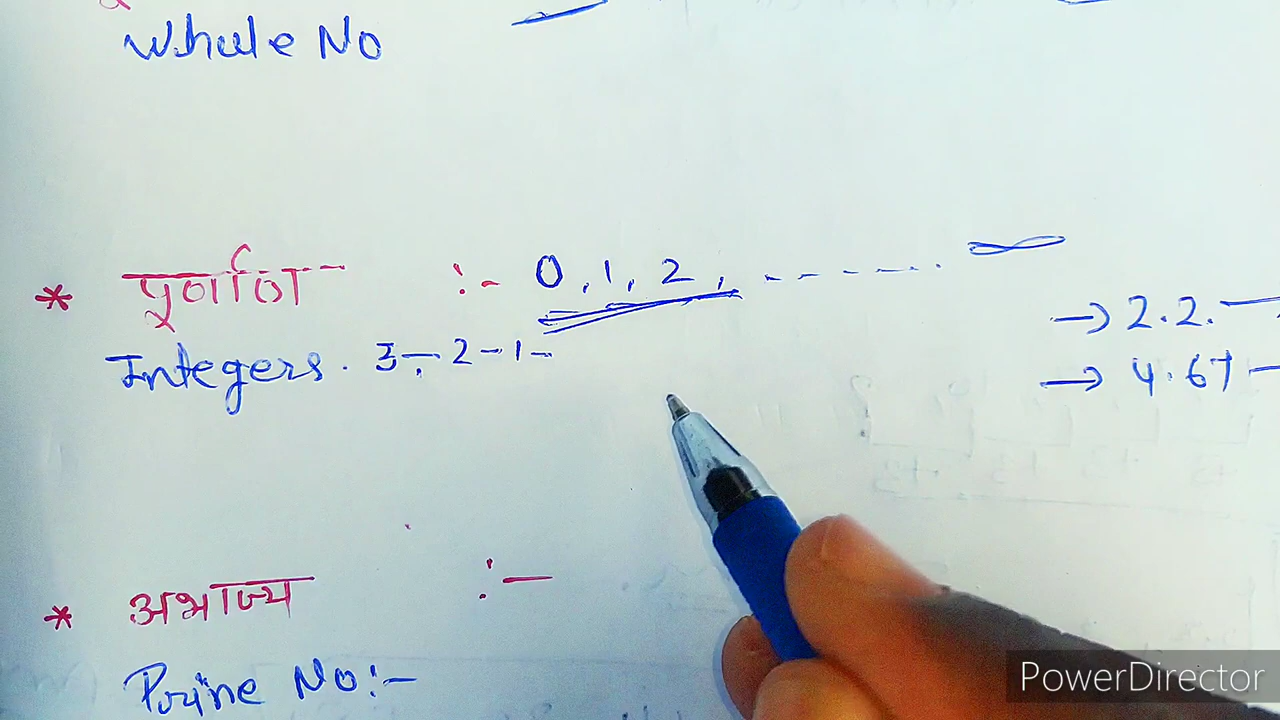 Whole No
* पूर्णांक :- 0, 1, 2, ------- ∞
→ 2.2.
Integers. 3-, 2-1-
→ 4.67
* अभाज्य :-
Prime No:-
PowerDirector